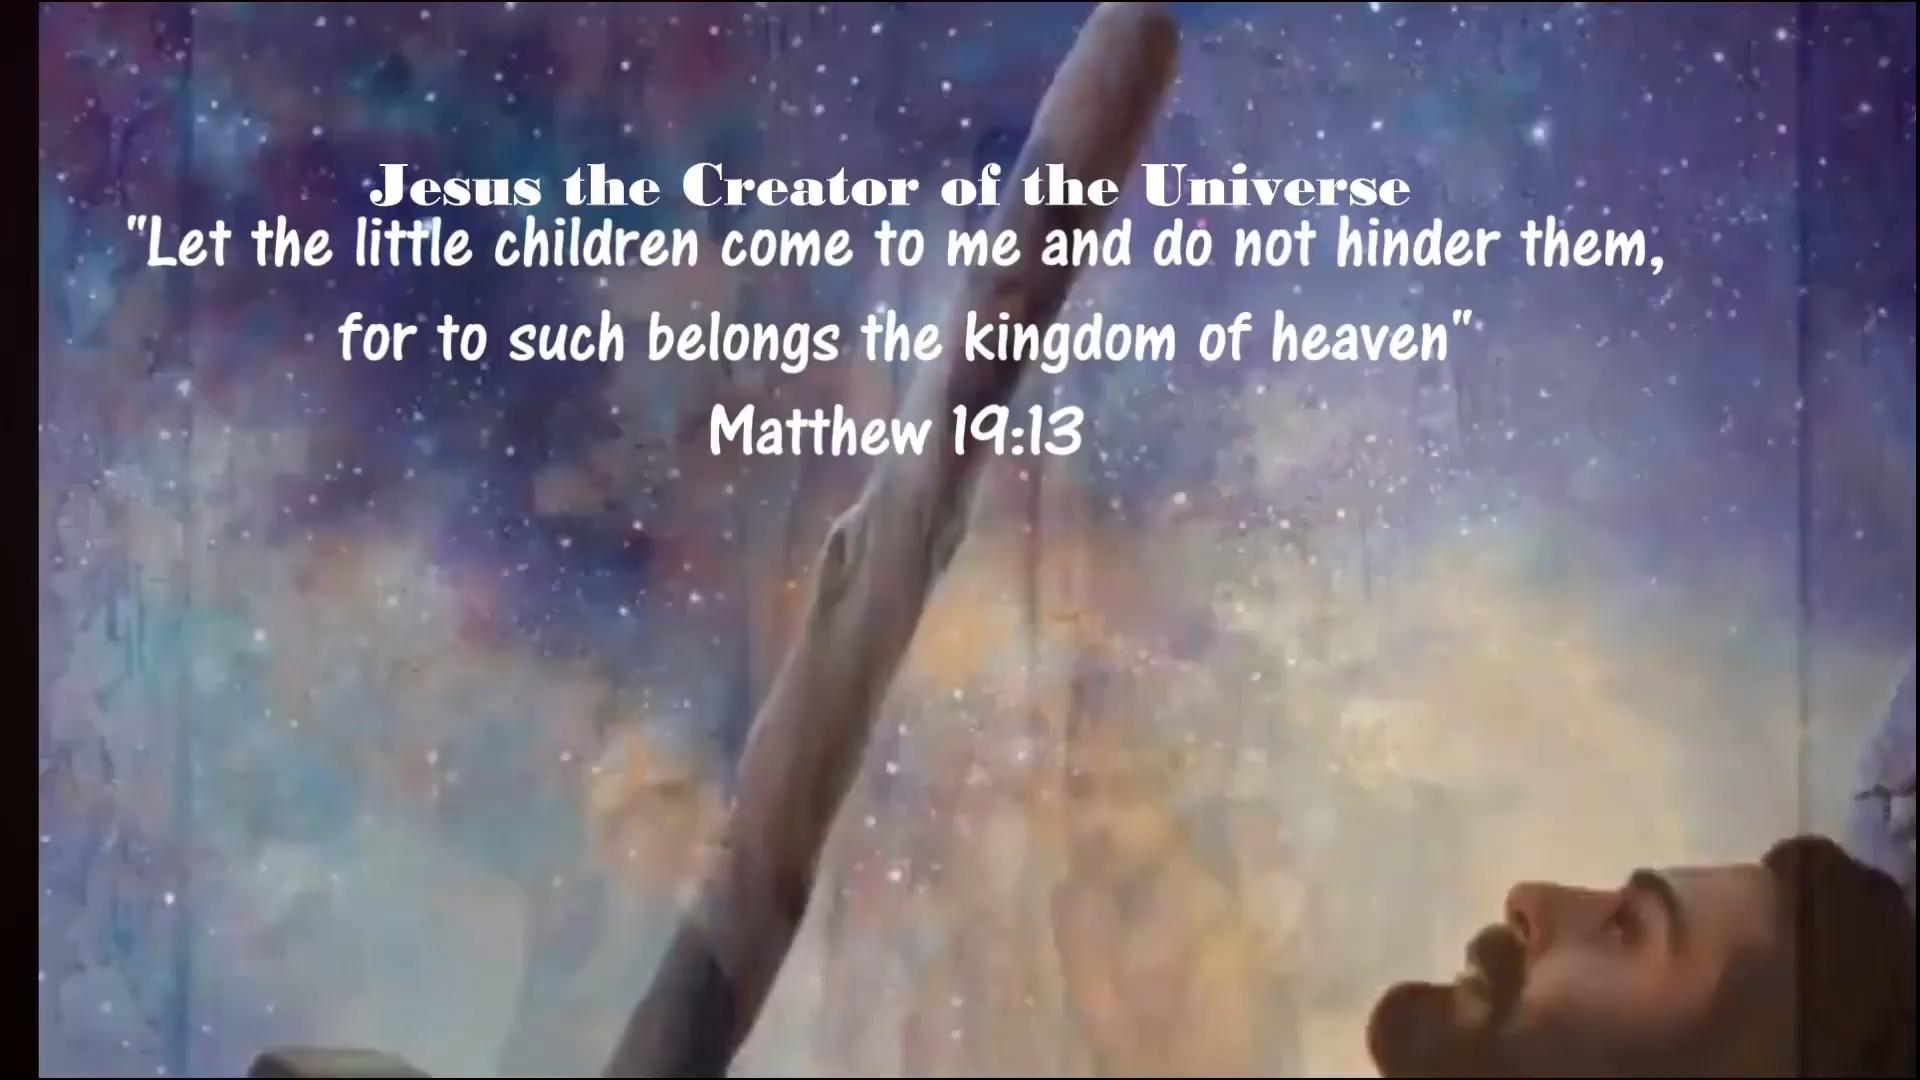 Jesus the Creator of the Universe
"Let the little children come to me and do not hinder them,
for to such belongs the kingdom of heaven"
Matthew 19:13